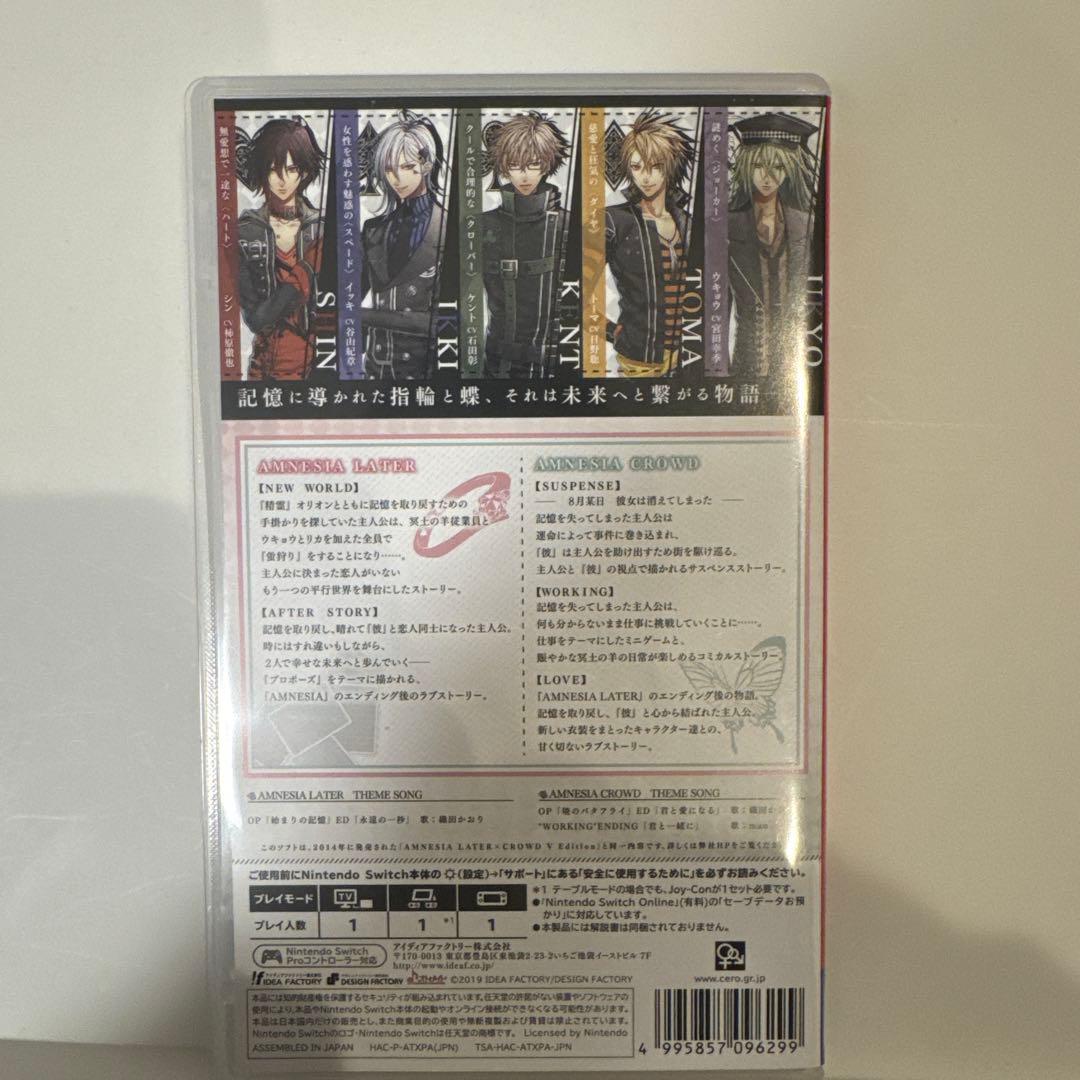 無愛想で一途な〈ハート〉
シン CV柿原徹也
SHIN
女性を惑わす魅惑の〈スペード〉
イッキ CV谷山紀章
IKKI
クールで合理的な〈クローバー〉
ケント CV石田彰
KENT
慈愛と狂気の〈ダイヤ〉
トーマ CV日野聡
TOMA
謎めく〈ジョーカー〉
ウキョウ CV宮田幸季
UKYO
記憶に導かれた指輪と蝶、それは未来へと繋がる物語
AMNESIA LATER
【NEW WORLD】
『精霊』オリオンとともに記憶を取り戻すための
手掛かりを探していた主人公は、冥土の羊従業員と
ウキョウとリカを加えた全員で
『蛍狩り』をすることになり……。
主人公に決まった恋人がいない
もう一つの平行世界を舞台にしたストーリー。
【AFTER STORY】
記憶を取り戻し、晴れて『彼』と恋人同士になった主人公。
時にはすれ違いもしながら、
2人で幸せな未来へと歩んでいく──
『プロポーズ』をテーマに描かれる、
『AMNESIA』のエンディング後のラブストーリー。
AMNESIA CROWD
【SUSPENSE】
── 8月某日 彼女は消えてしまった ──
記憶を失ってしまった主人公は
運命によって事件に巻き込まれ、
『彼』は主人公を助け出すため街を駆け巡る。
主人公と『彼』の視点で描かれるサスペンスストーリー。
【WORKING】
記憶を失ってしまった主人公は、
何も分からないまま仕事に挑戦していくことに……。
仕事をテーマにしたミニゲームと、
賑やかな冥土の羊の日常が楽しめるコミカルストーリー
【LOVE】
『AMNESIA LATER』のエンディング後の物語。
記憶を取り戻し、『彼』と心から結ばれた主人公。
新しい衣装をまとったキャラクター達との、
甘く切ないラブストーリー。
AMNESIA LATER THEME SONG
OP『始まりの記憶』ED『永遠の一秒』 歌：織田かおり
AMNESIA CROWD THEME SONG
OP『暁のバタフライ』ED『君と愛になる』 歌：織田か
"WORKING"ENDING『君と一緒に』 歌：
このソフトは、2014年に発売された『AMNESIA LATER×CROWD V Edition』と同一内容です。詳しくは弊社HPをご覧くだ
ご使用前にNintendo Switch本体の(設定)→「サポート」にある「安全に使用するために」を必ずお読みください。
プレイモード TV
プレイ人数 1 1 *1 1
*1 テーブルモードの場合でも、Joy-Conが1セット必要です。
●「Nintendo Switch Online」(有料)の「セーブデータお預
かり」に対応しています。
●本製品には解説書は同梱されておりません。
Nintendo Switch
Proコントローラー対応
アイディアファクトリー株式会社
〒170-0013 東京都豊島区東池袋2-23-2いちご池袋イーストビル 7F
http://www.ideaf.co.jp/
アイディアファクトリー株式会社
IDEA FACTORY
DESIGN FACTORY
©2019 IDEA FACTORY/DESIGN FACTORY
www.cero.gr.jp
本品には知的財産権を保護するセキュリティが組み込まれています。任天堂の許諾がない装置やソフトウェアの
使用により、本品やNintendo Switch本体の起動やオンライン接続ができなくなる可能性があります。
本品は日本国内だけの販売とし、また商業目的の使用や無断複製および賃貸は禁止されています。
Nintendo Switchのロゴ・Nintendo Switchは任天堂の商標です。 Licensed by Nintendo
ASSEMBLED IN JAPAN HAC-P-ATXPA(JPN) TSA-HAC-ATXPA-JPN
4 995857 096299